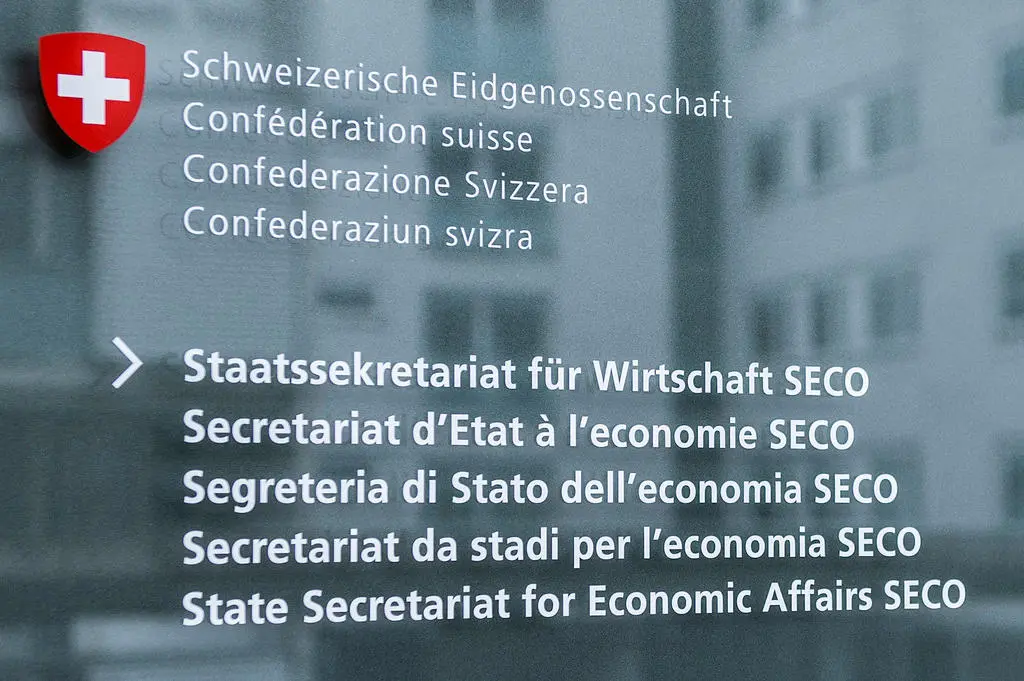 Schweizerische Eidgenossenschaft
Confédération suisse
Confederazione Svizzera
Confederaziun svizra
Staatssekretariat für Wirtschaft SECO
Secretariat d’Etat à l’economie SECO
Segreteria di Stato dell’economia SECO
Secretariat da stadi per l’economia SECO
State Secretariat for Economic Affairs SECO